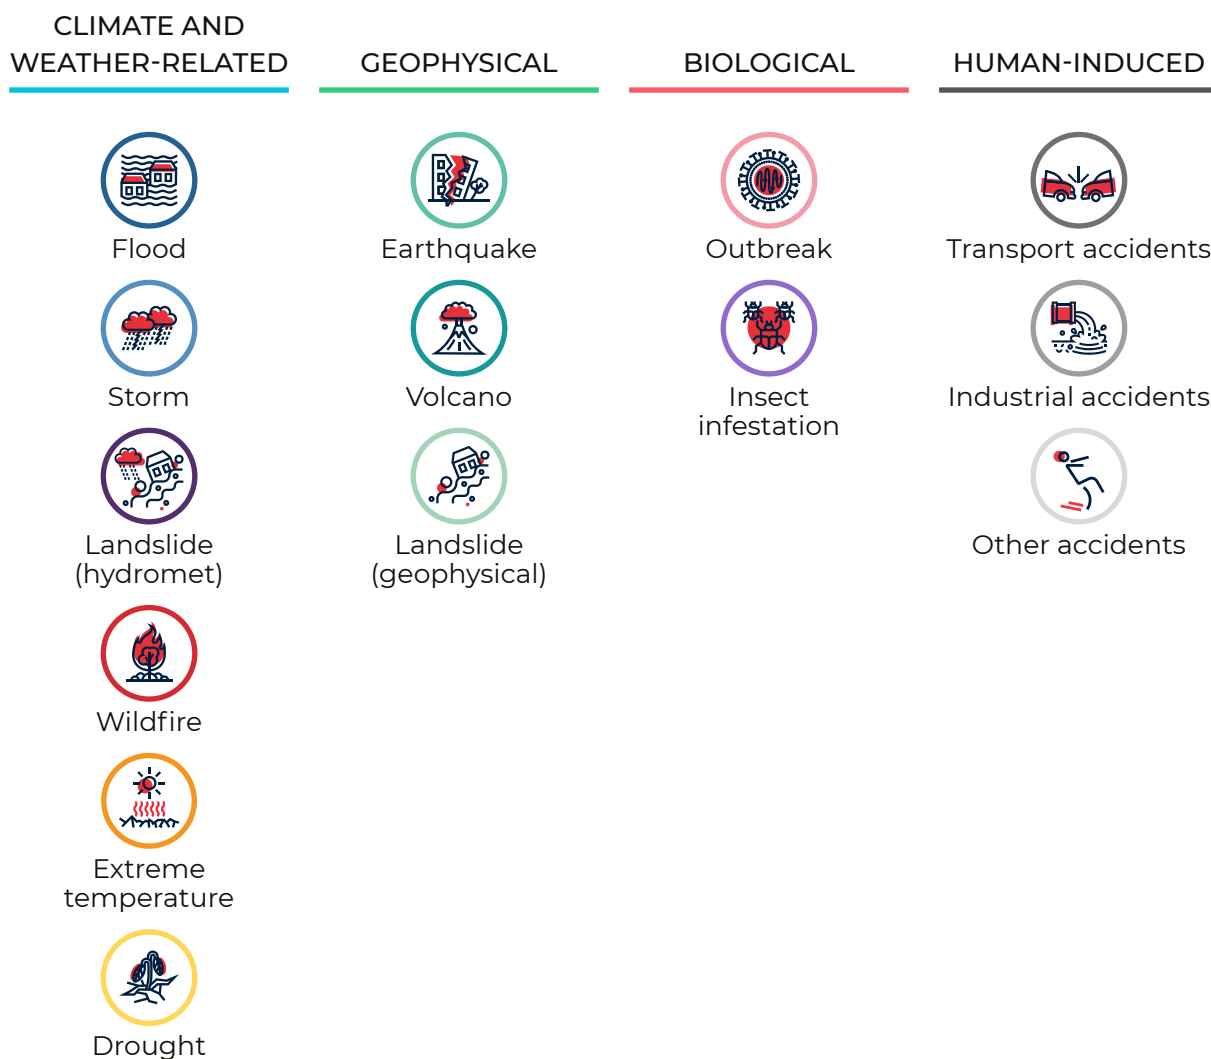 CLIMATE AND
WEATHER-RELATED
Flood
Storm
Landslide
(hydromet)
Wildfire
Extreme
temperature
Drought
GEOPHYSICAL
Earthquake
Volcano
Landslide
(geophysical)
BIOLOGICAL
Outbreak
Insect
infestation
HUMAN-INDUCED
Transport accidents
Industrial accidents
Other accidents